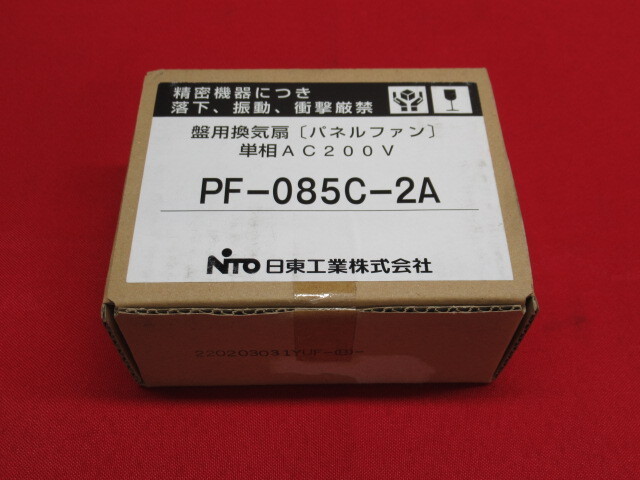 精密機器につき
落下、振動、衝撃厳禁
盤用換気扇〔パネルファン〕
単相AC200V
PF-085C-2A
NITO 日東工業株式会社